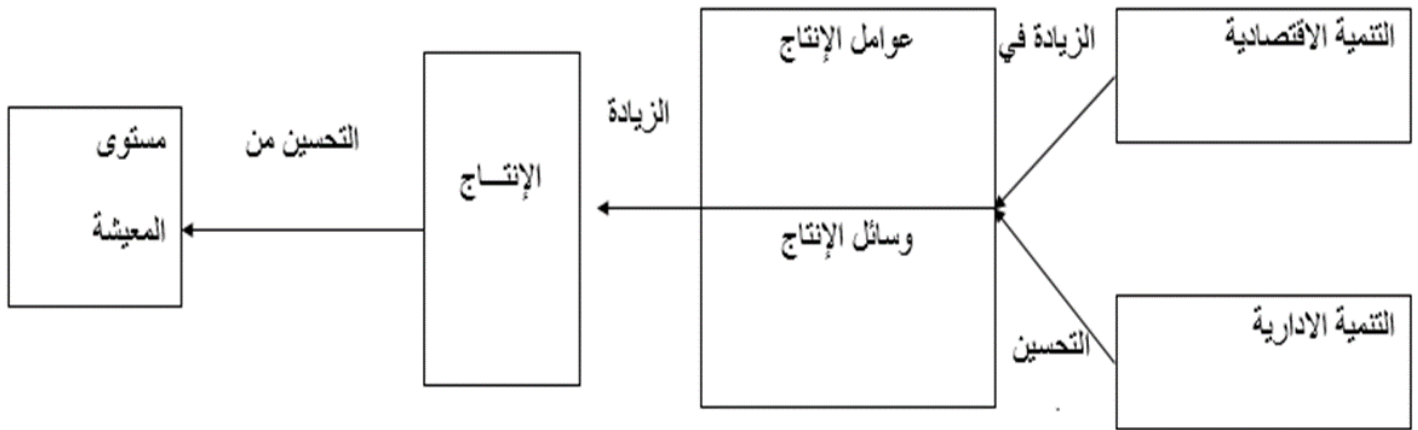 التنمية الاقتصادية
الزيادة في
عوامل الإنتاج
الزيادة
الإنتـــاج
التحسين من
مستوى
المعيشة
وسائل الإنتاج
التنمية الادارية
التحسين